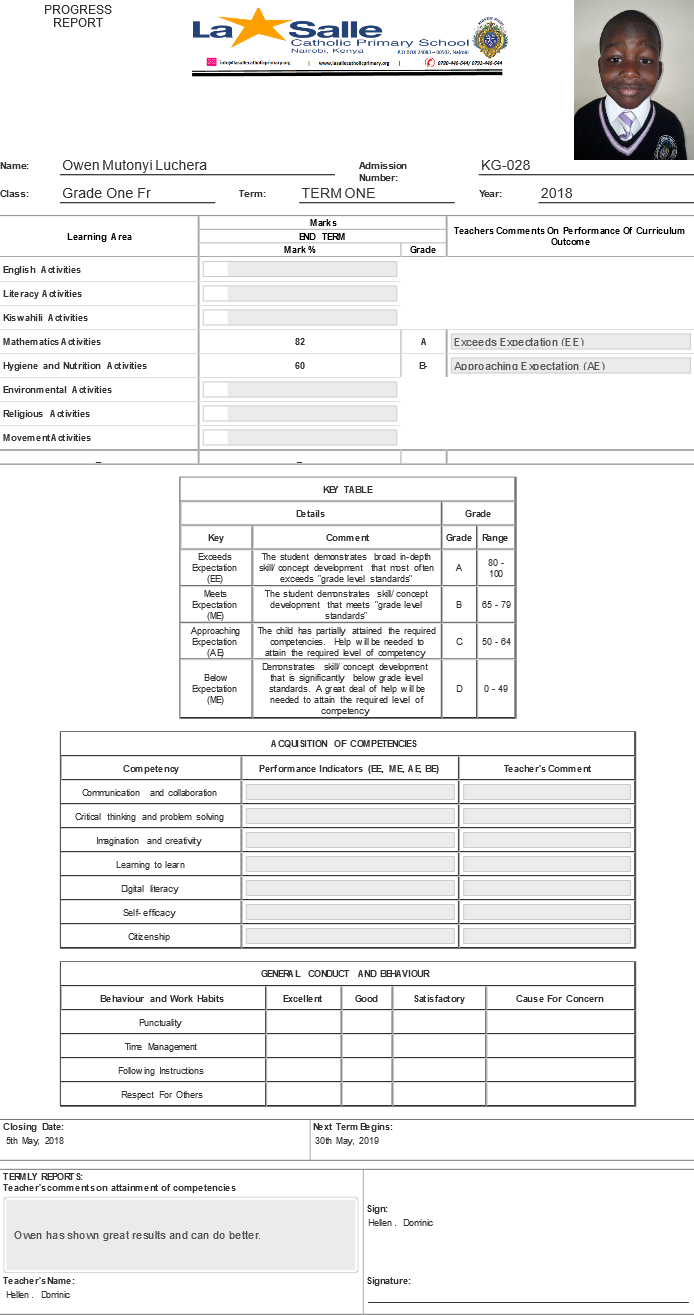 PROGRESS
REPORT
La Salle
Catholic Primary School
Nairobi, Kenya
P.O BOX 24083 – 00502, Nairobi
info@lasallecatholicprimary.org | www.lasallecatholicprimary.org | 0780-446-044/ 0792-446-044
Name: Owen Mutonyi Luchera Admission Number: KG-028
Class: Grade One Fr Term: TERM ONE Year: 2018
Learning Area Marks Teachers Comments On Performance Of Curriculum Outcome
END TERM
Mark % Grade
English Activities
Literacy Activities
Kiswahili Activities
Mathematics Activities 82 A Exceeds Expectation (EE)
Hygiene and Nutrition Activities 60 B- Approaching Expectation (AE)
Environmental Activities
Religious Activities
Movement Activities
KEY TABLE
Details Grade
Key Comment Grade Range
Exceeds Expectation (EE) The student demonstrates broad in-depth skill/ concept development that most often exceeds "grade level standards" A 80 - 100
Meets Expectation (ME) The student demonstrates skill/ concept development that meets "grade level standards" B 65 - 79
Approaching Expectation (AE) The child has partially attained the required competencies. Help will be needed to attain the required level of competency C 50 - 64
Below Expectation (ME) Demonstrates skill/ concept development that is significantly below grade level standards. A great deal of help will be needed to attain the required level of competency D 0 - 49
ACQUISITION OF COMPETENCIES
Competency Performance Indicators (EE, ME, AE, BE) Teacher's Comment
Communication and collaboration
Critical thinking and problem solving
Imagination and creativity
Learning to learn
Digital literacy
Self- efficacy
Citizenship
GENERAL CONDUCT AND BEHAVIOUR
Behaviour and Work Habits Excellent Good Satisfactory Cause For Concern
Punctuality
Time Management
Following Instructions
Respect For Others
Closing Date: Next Term Begins:
5th May, 2018 30th May, 2019
TERMLY REPORTS:
Teacher's comments on attainment of competencies
Owen has shown great results and can do better.
Sign:
Hellen . Dominic
Teacher's Name: Signature:
Hellen . Dominic